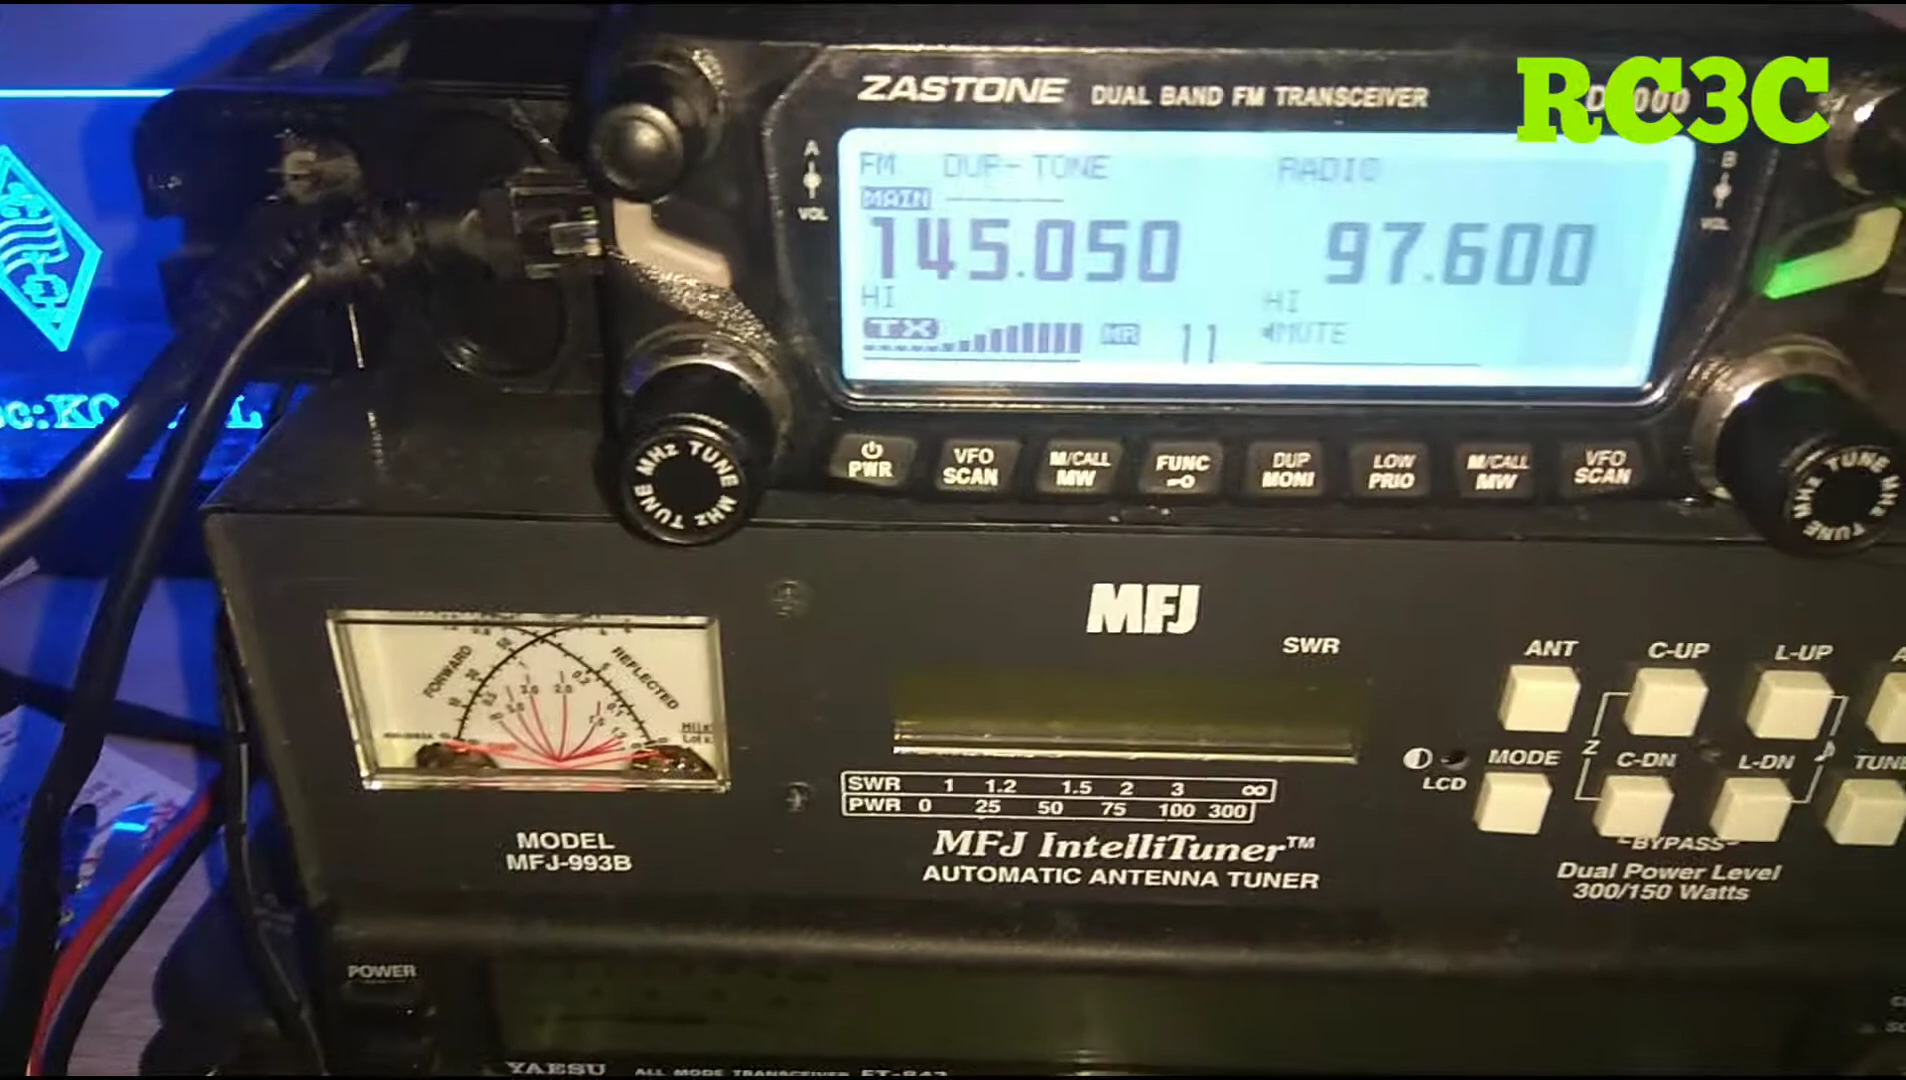 RC3C
ZASTONE DUAL BAND FM TRANSCEIVER
A
VOL
B
VOL
FM DUP- TONE RADIO
MAIN
145.050 97.600
HI HI
TX MR 11 MUTE
PWR
VFO SCAN
M/CALL MW
FUNC
DUP MONI
LOW PRIO
M/CALL MW
VFO SCAN
TUNE MHz TUNE MHz
TUNE MHz TUNE MHz
MFJ
SWR
FORWARD
REFLECTED
ANT C-UP L-UP
MODE C-DN L-DN TUNE
Z
LCD
SWR 1 1.2 1.5 2 3 ∞
PWR 0 25 50 75 100 300
BYPASS
MODEL
MFJ-993B
MFJ IntelliTuner™
AUTOMATIC ANTENNA TUNER
Dual Power Level
300/150 Watts
POWER
YAESU ALL MODE TRANSCEIVER